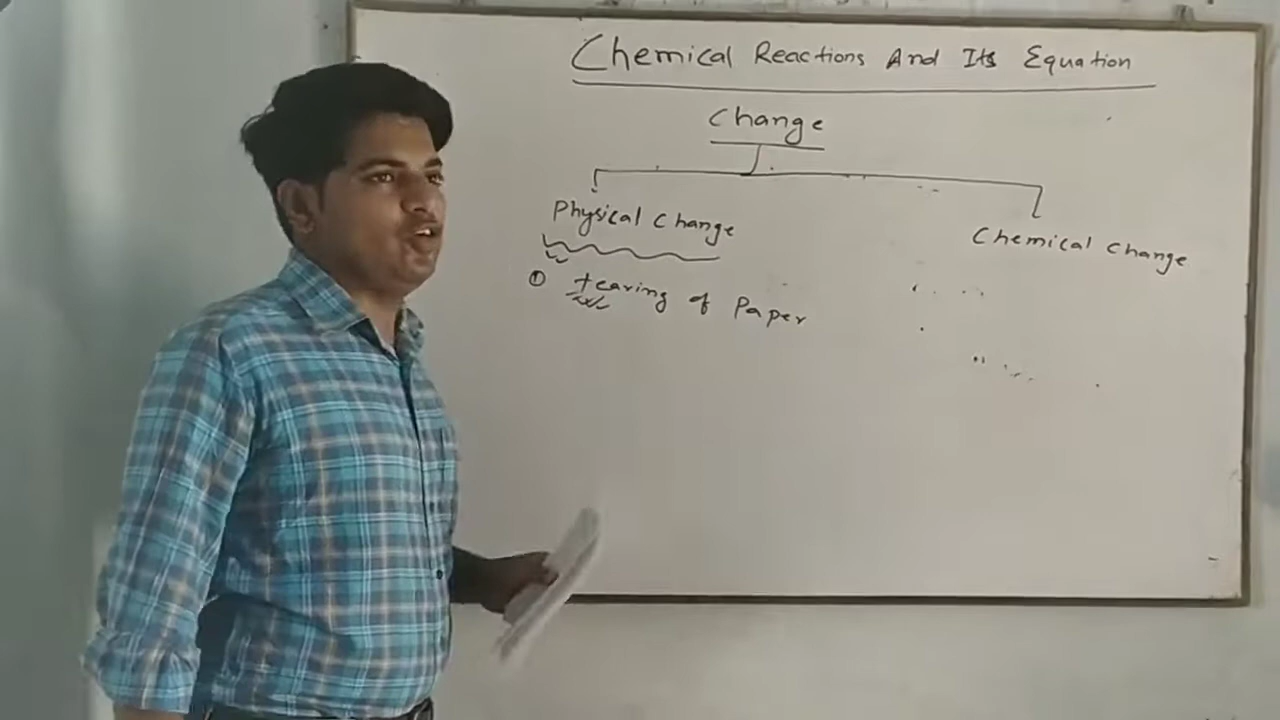 Chemical Reactions And Its Equation
Change
Physical Change
Chemical Change
① tearing of Paper